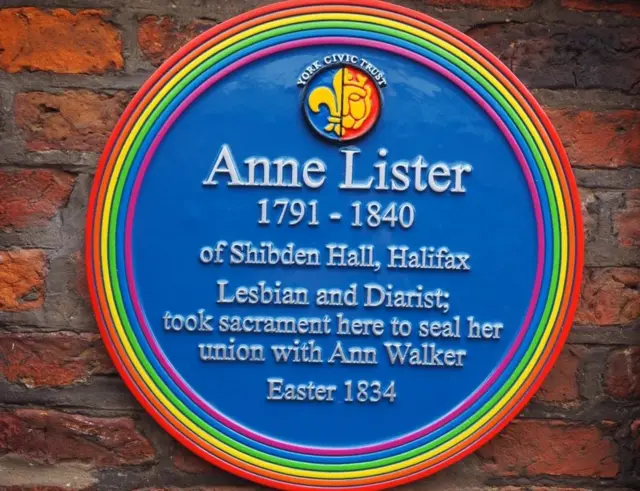 YORK CIVIC TRUST
Anne Lister
1791 - 1840
of Shibden Hall, Halifax
Lesbian and Diarist;
took sacrament here to seal her
union with Ann Walker
Easter 1834